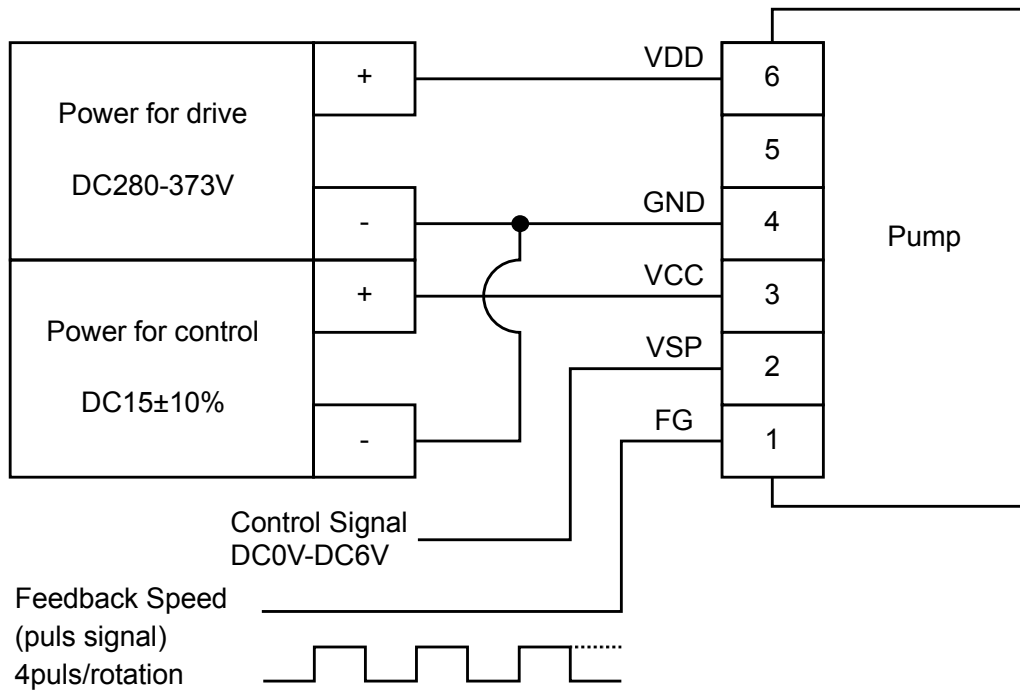 Power for drive
DC280-373V
+
-
Power for control
DC15±10%
+
-
VDD
GND
VCC
VSP
FG
6
5
4
3
2
1
Pump
Control Signal
DC0V-DC6V
Feedback Speed
(puls signal)
4puls/rotation